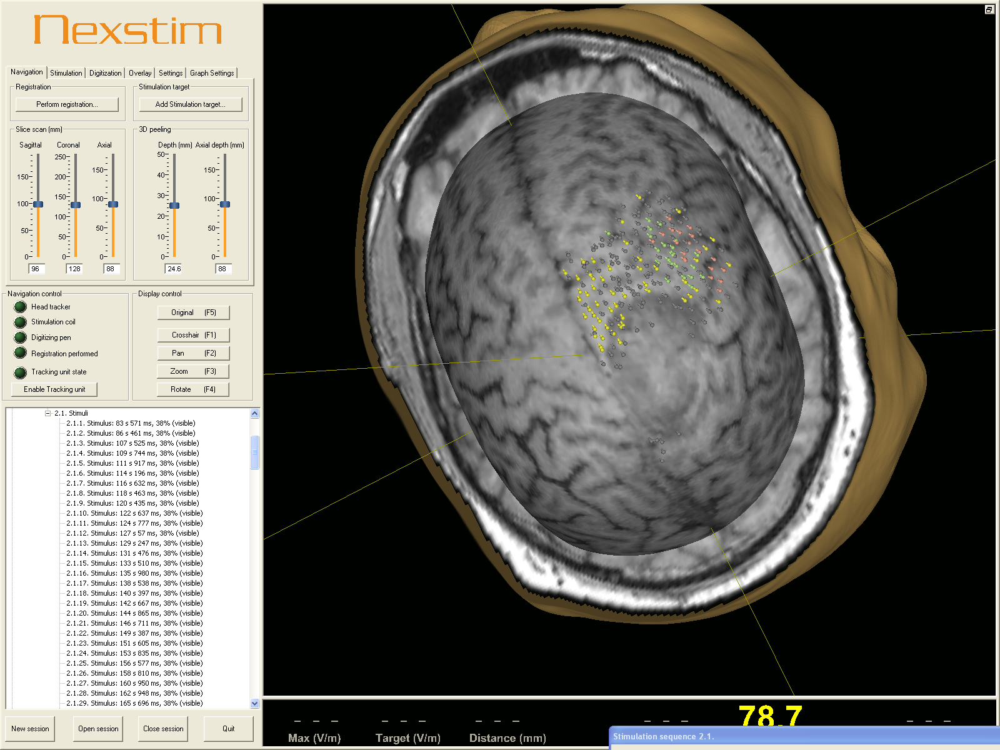 Nexstim
Navigation Stimulation Digitization Overlay Settings Graph Settings
Registration
Perform registration...
Stimulation target
Add Stimulation target...
Slice scan (mm)
Sagittal Coronal Axial
150
100
50
0
96
250
200
150
100
50
0
128
150
100
50
0
88
3D peeling
Depth (mm) Axial depth (mm)
50
40
30
20
10
0
24.6
150
100
50
0
88
Navigation control
Head tracker
Stimulation coil
Digitizing pen
Registration performed
Tracking unit state
Enable Tracking unit
Display control
Original (F5)
Crosshair (F1)
Pan (F2)
Zoom (F3)
Rotate (F4)
2.1. Stimuli
2.1.1. Stimulus: 83 s 571 ms, 38% (visible)
2.1.2. Stimulus: 86 s 461 ms, 38% (visible)
2.1.3. Stimulus: 107 s 525 ms, 38% (visible)
2.1.4. Stimulus: 109 s 744 ms, 38% (visible)
2.1.5. Stimulus: 111 s 917 ms, 38% (visible)
2.1.6. Stimulus: 114 s 196 ms, 38% (visible)
2.1.7. Stimulus: 116 s 632 ms, 38% (visible)
2.1.8. Stimulus: 118 s 463 ms, 38% (visible)
2.1.9. Stimulus: 120 s 435 ms, 38% (visible)
2.1.10. Stimulus: 122 s 637 ms, 38% (visible)
2.1.11. Stimulus: 124 s 777 ms, 38% (visible)
2.1.12. Stimulus: 127 s 57 ms, 38% (visible)
2.1.13. Stimulus: 129 s 247 ms, 38% (visible)
2.1.14. Stimulus: 131 s 476 ms, 38% (visible)
2.1.15. Stimulus: 133 s 510 ms, 38% (visible)
2.1.16. Stimulus: 135 s 980 ms, 38% (visible)
2.1.17. Stimulus: 138 s 538 ms, 38% (visible)
2.1.18. Stimulus: 140 s 397 ms, 38% (visible)
2.1.19. Stimulus: 142 s 667 ms, 38% (visible)
2.1.20. Stimulus: 144 s 865 ms, 38% (visible)
2.1.21. Stimulus: 146 s 711 ms, 38% (visible)
2.1.22. Stimulus: 149 s 387 ms, 38% (visible)
2.1.23. Stimulus: 151 s 605 ms, 38% (visible)
2.1.24. Stimulus: 153 s 835 ms, 38% (visible)
2.1.25. Stimulus: 156 s 577 ms, 38% (visible)
2.1.26. Stimulus: 158 s 810 ms, 38% (visible)
2.1.27. Stimulus: 160 s 950 ms, 38% (visible)
2.1.28. Stimulus: 162 s 948 ms, 38% (visible)
2.1.29. Stimulus: 165 s 696 ms, 38% (visible)
New session Open session Close session Quit
- - - - - - - - - - - - 78.7 - - -
Max (V/m) Target (V/m) Distance (mm)
Stimulation sequence 2.1.